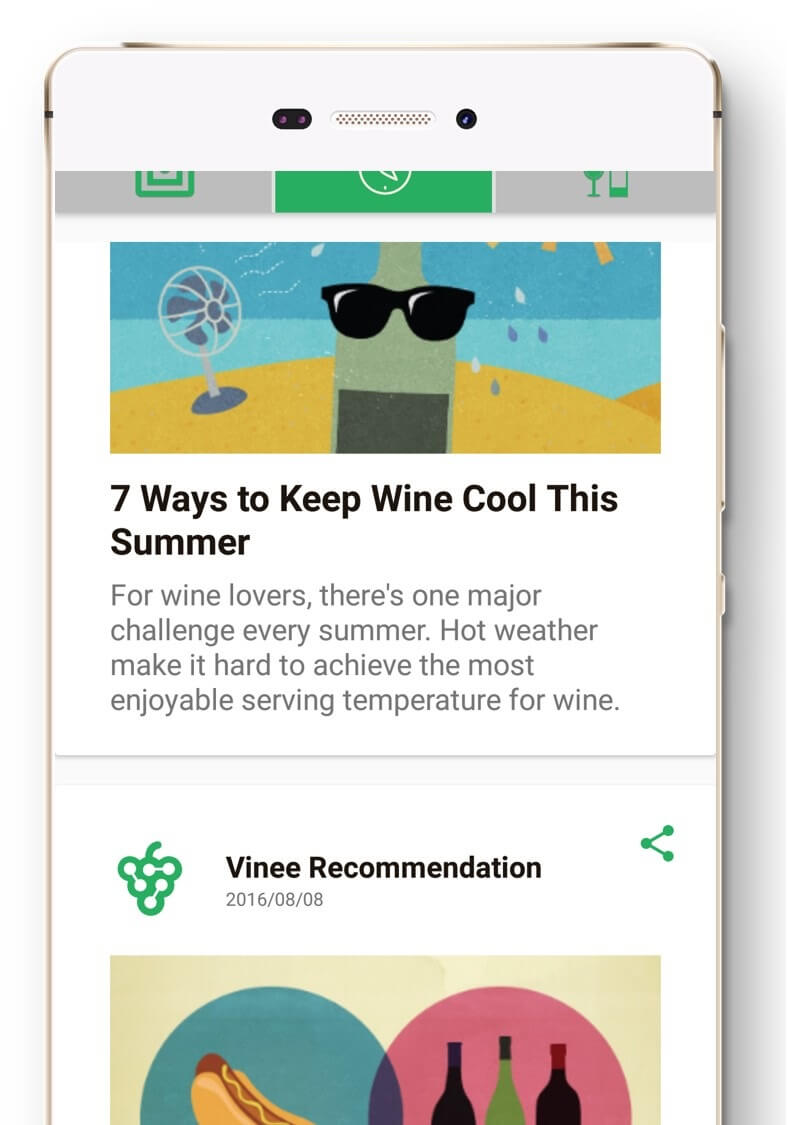 7 Ways to Keep Wine Cool This
Summer
For wine lovers, there's one major
challenge every summer. Hot weather
make it hard to achieve the most
enjoyable serving temperature for wine.
Vinee Recommendation
2016/08/08